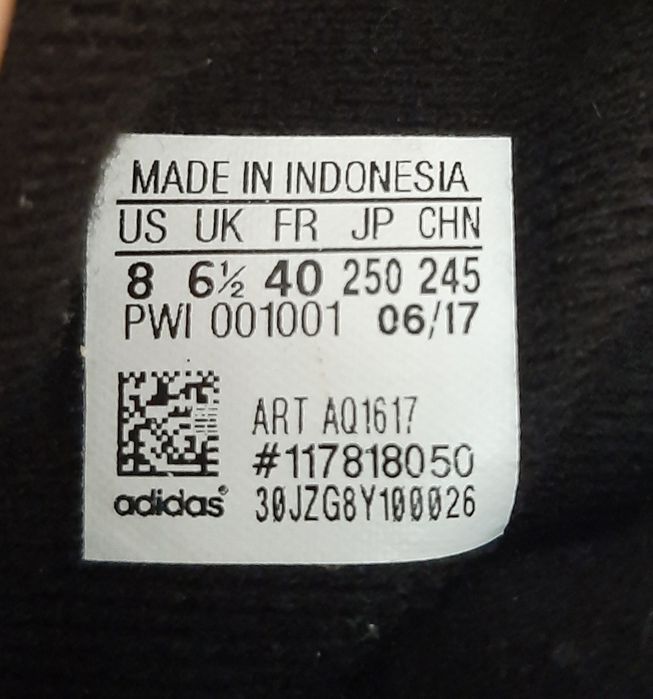 MADE IN INDONESIA
US UK FR JP CHN
8 6½ 40 250 245
PWI 001001 06/17
ART AQ1617
#117818050
adidas® 30JZG8Y100026